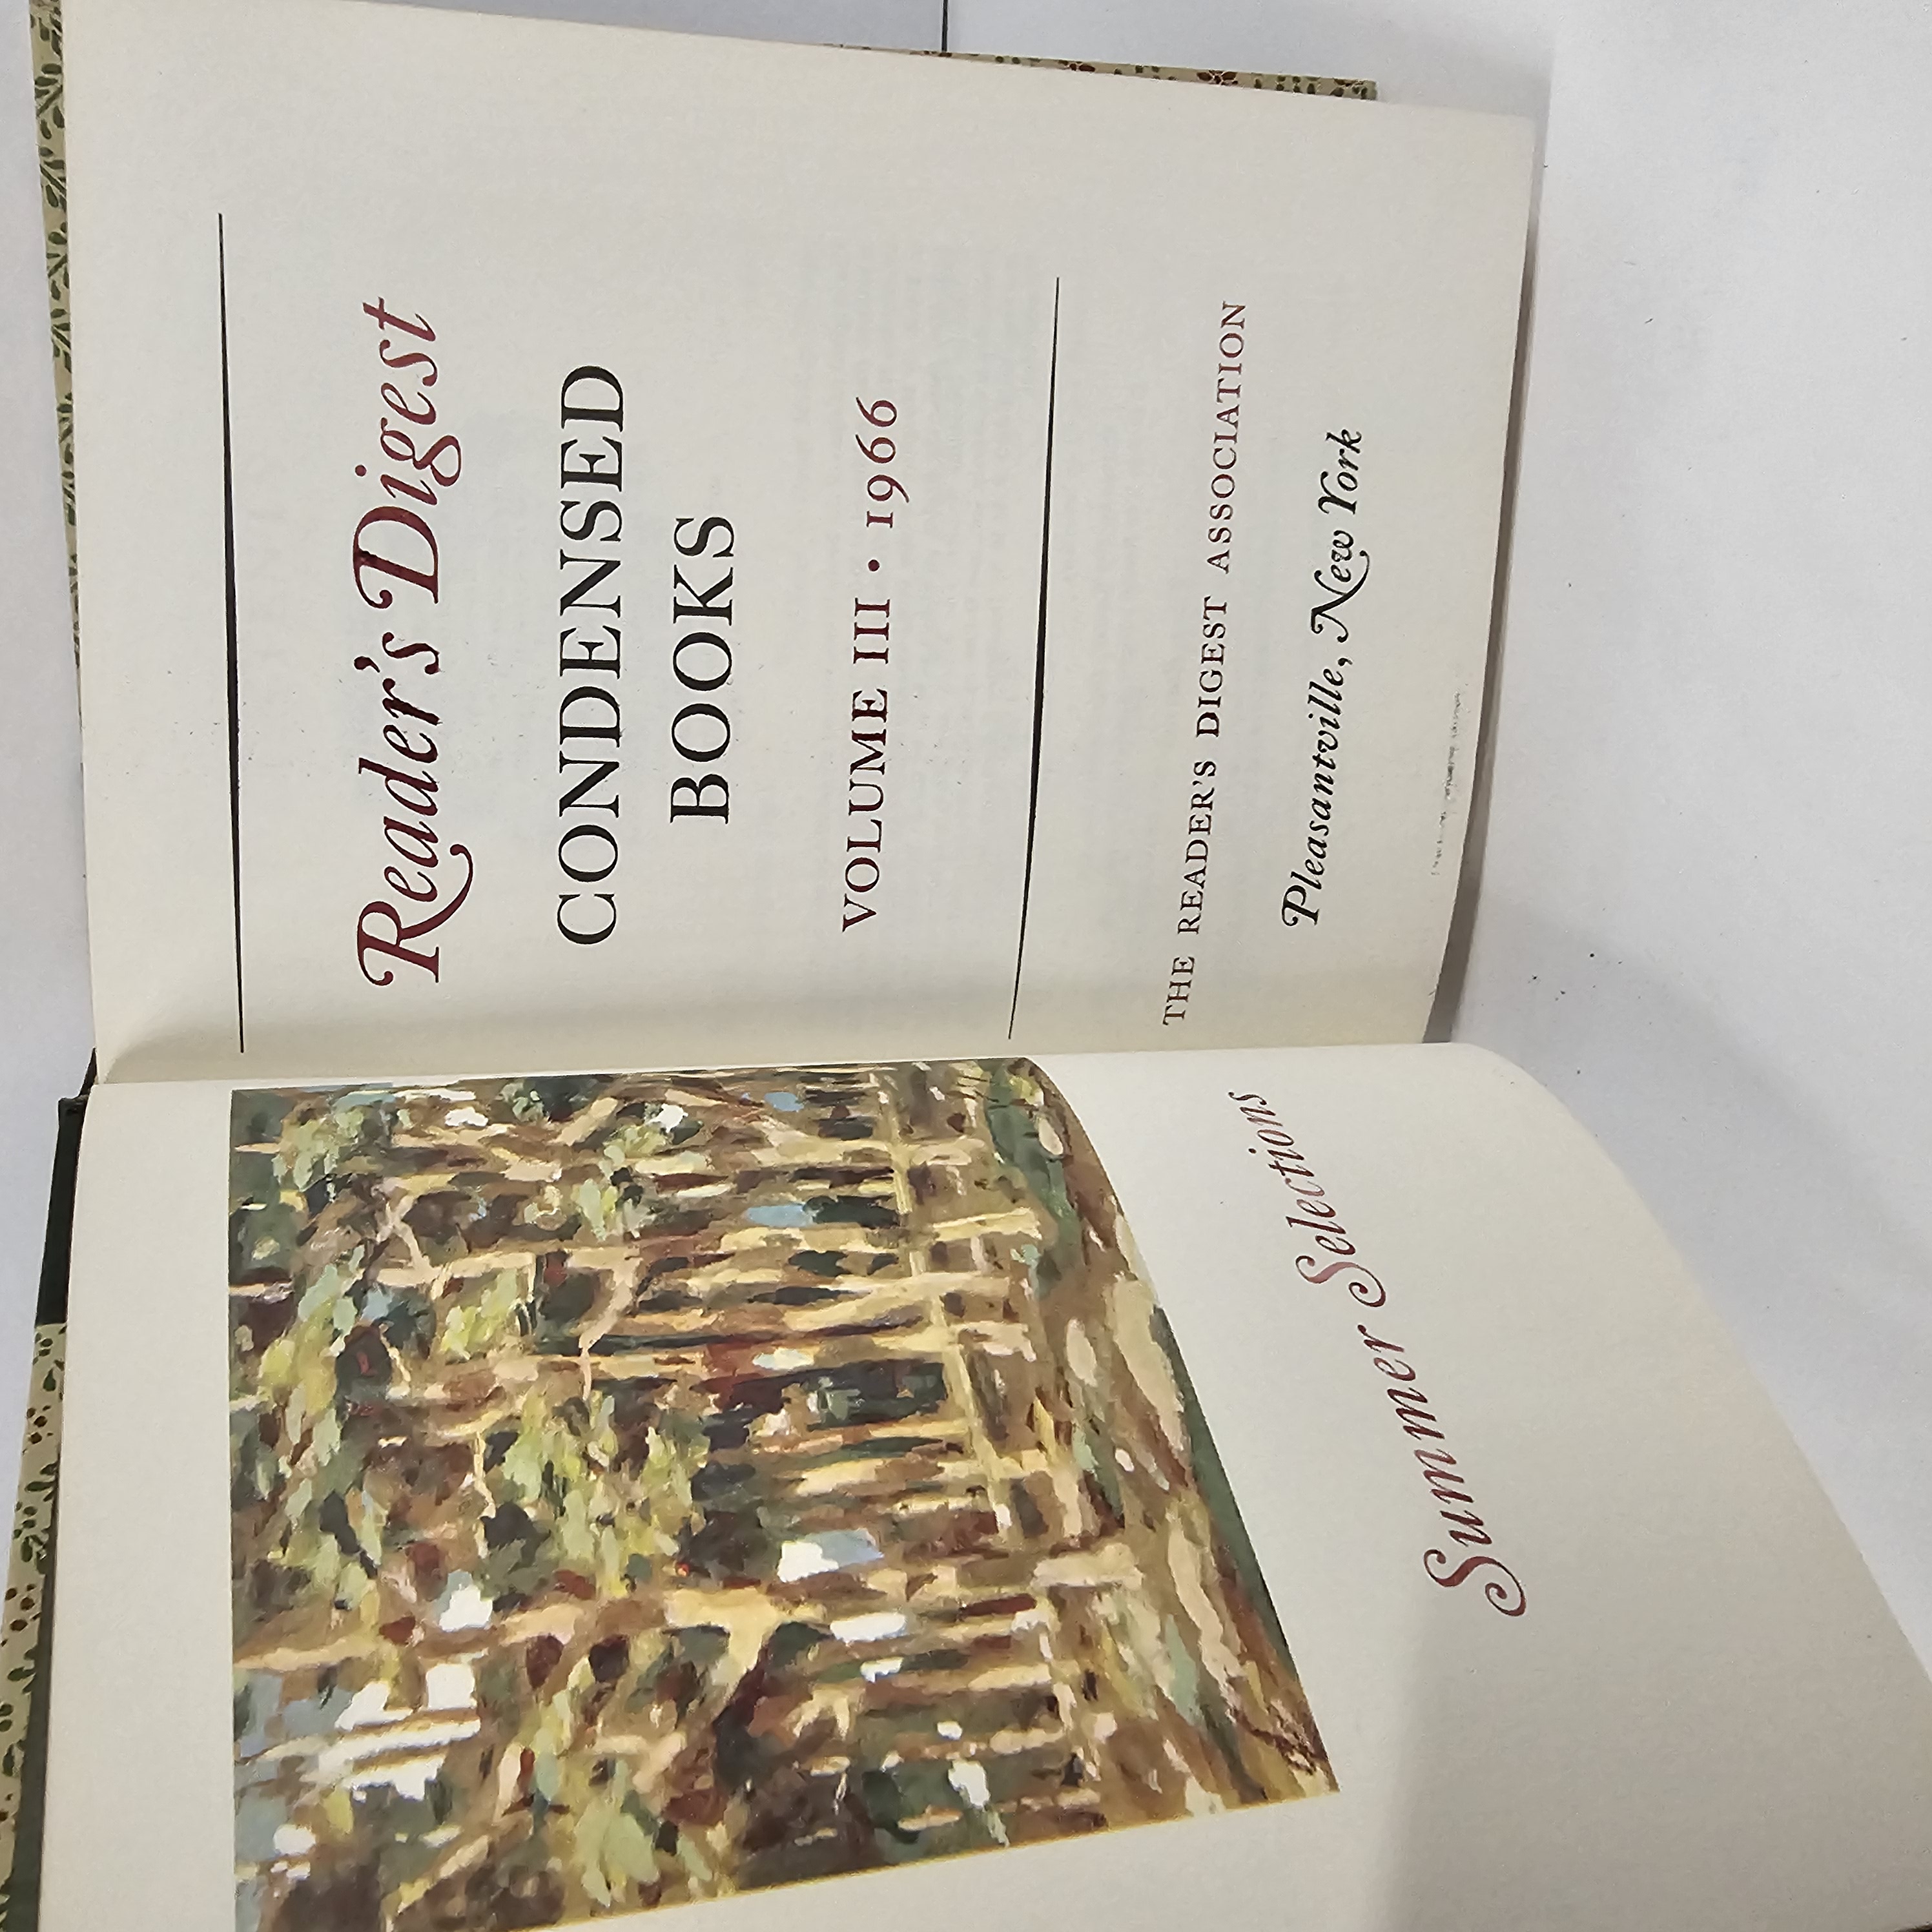 Summer Selections
Reader's Digest
CONDENSED
BOOKS
VOLUME III • 1966
THE READER'S DIGEST ASSOCIATION
Pleasantville, New York